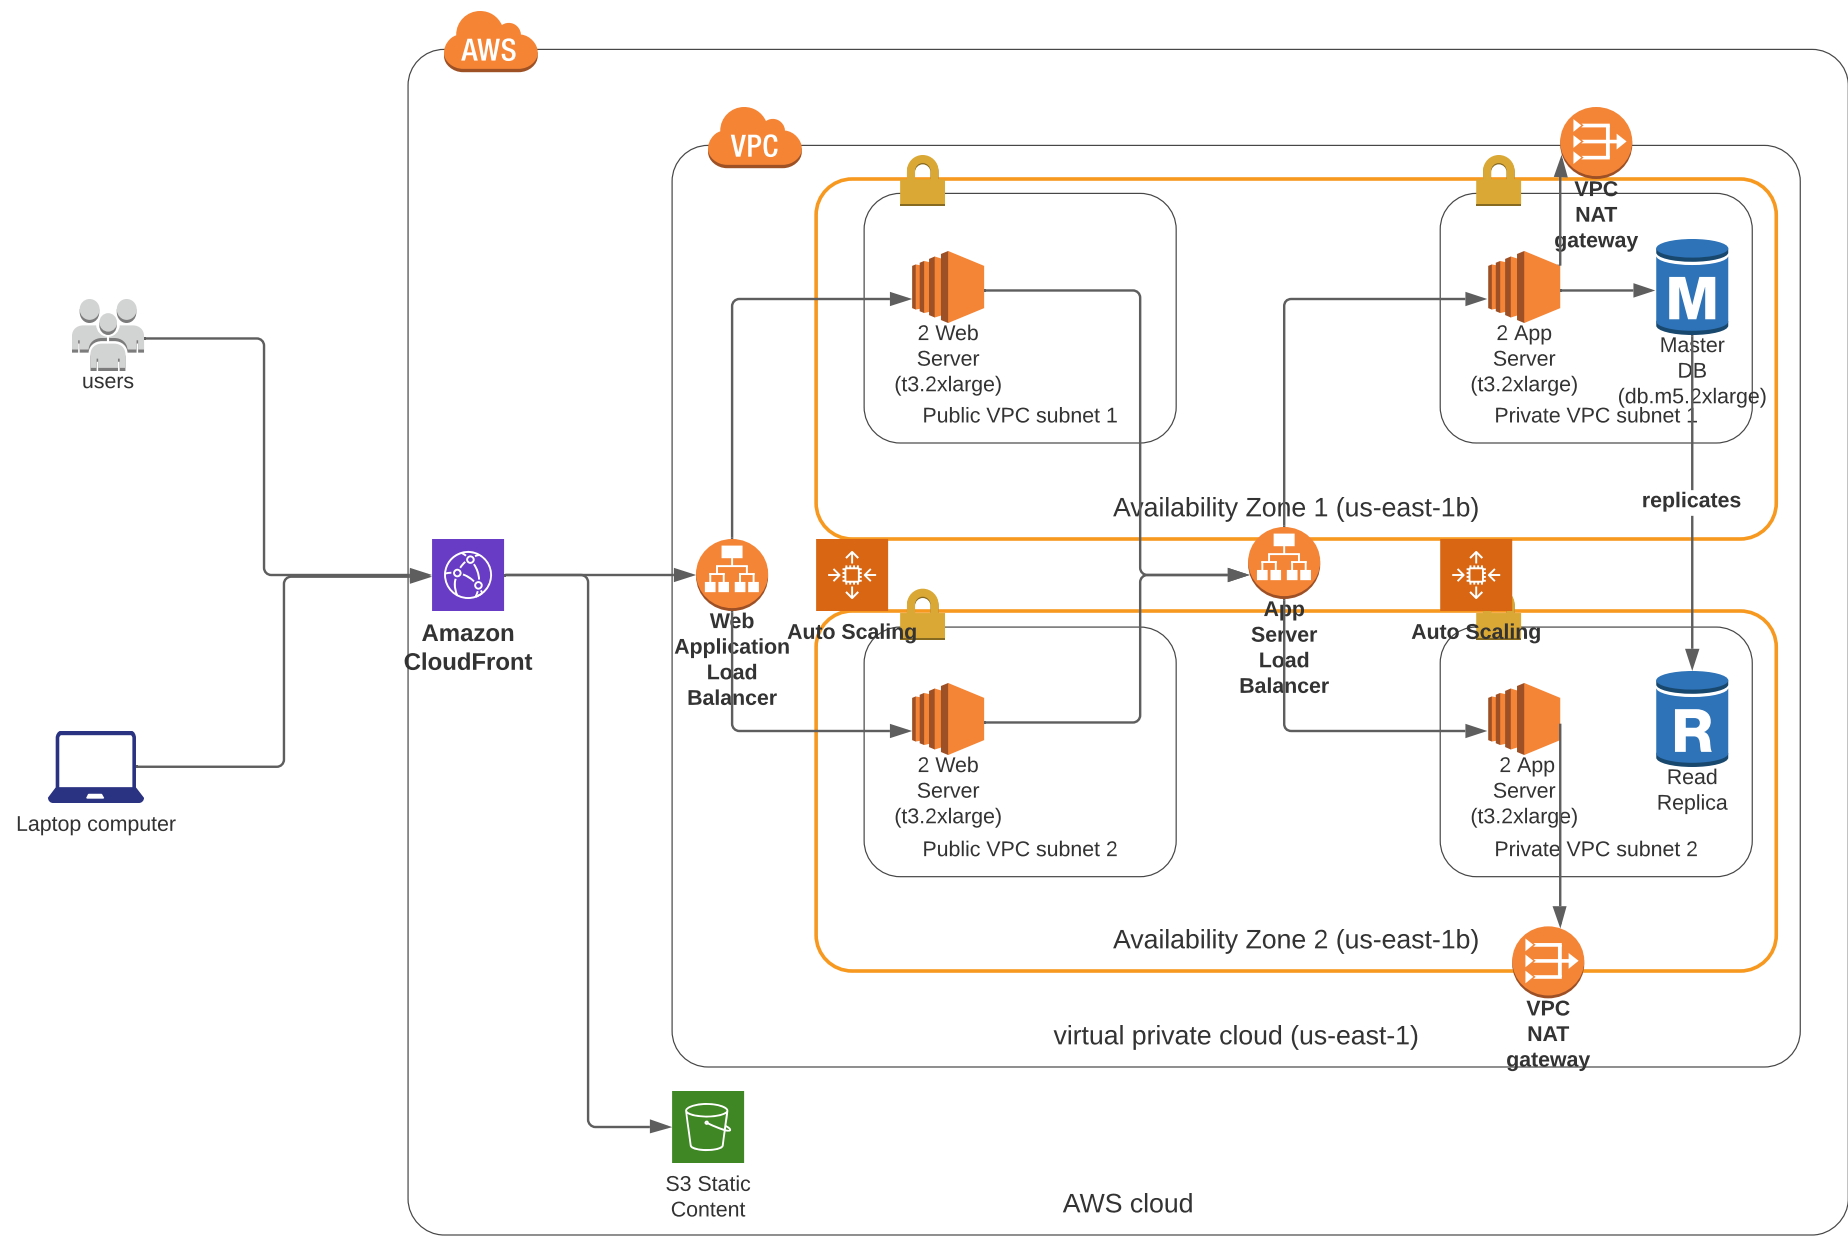 AWS
VPC
VPC
NAT
gateway
2 Web
Server
(t3.2xlarge)
Public VPC subnet 1
2 App
Server
(t3.2xlarge)
Private VPC subnet 1
M
Master
DB
(db.m5.2xlarge)
users
replicates
Availability Zone 1 (us-east-1b)
Amazon
CloudFront
Web
Application
Load
Balancer
Auto Scaling
App
Server
Load
Balancer
Auto Scaling
2 Web
Server
(t3.2xlarge)
Public VPC subnet 2
2 App
Server
(t3.2xlarge)
Private VPC subnet 2
R
Read
Replica
Laptop computer
Availability Zone 2 (us-east-1b)
VPC
NAT
gateway
virtual private cloud (us-east-1)
S3 Static
Content
AWS cloud